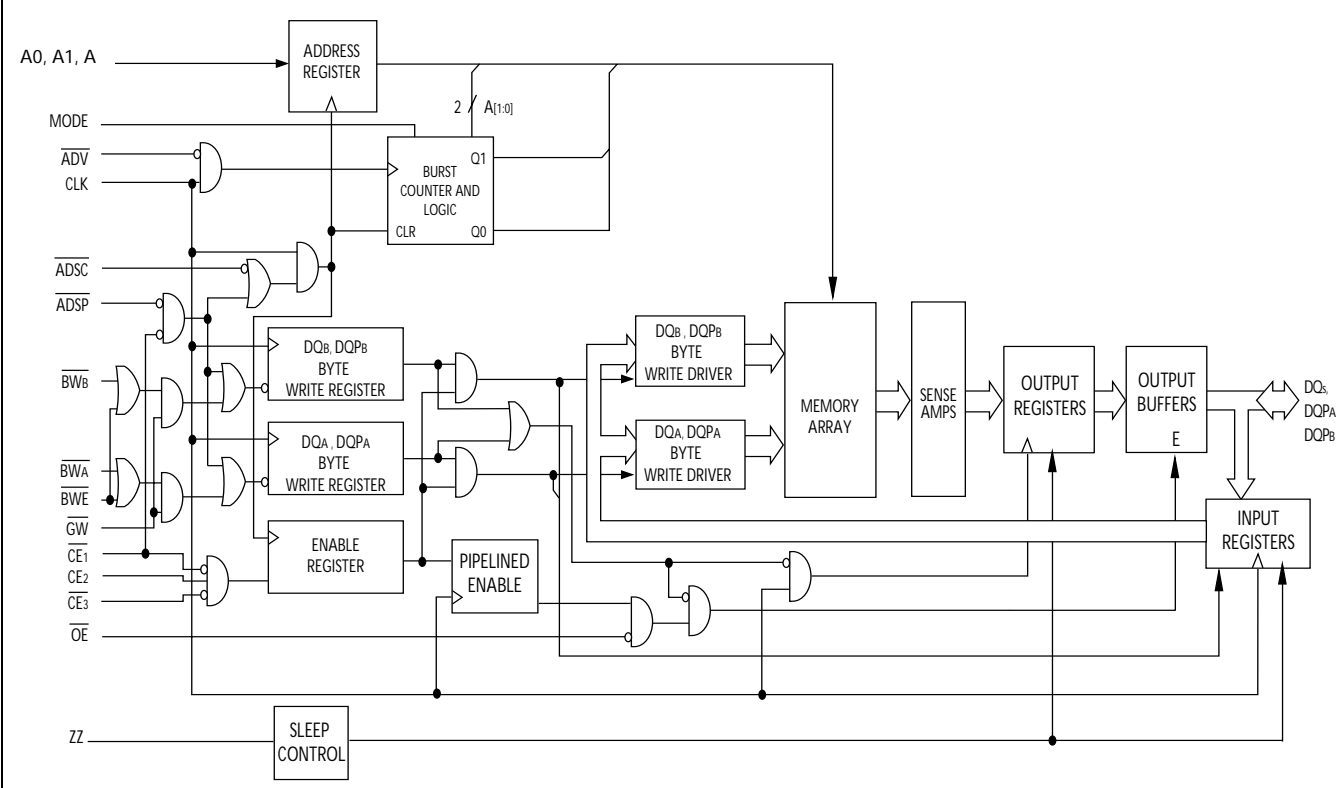 A0, A1, A
ADDRESS
REGISTER
2
A[1:0]
MODE
ADV
CLK
BURST
COUNTER AND
LOGIC
Q1
CLR
Q0
ADSC
ADSP
DQB, DQPB
BYTE
WRITE REGISTER
DQB, DQPB
BYTE
WRITE DRIVER
BWB
MEMORY
ARRAY
SENSE
AMPS
OUTPUT
REGISTERS
OUTPUT
BUFFERS
E
DQs,
DQPA
DQPB
DQA, DQPA
BYTE
WRITE REGISTER
DQA, DQPA
BYTE
WRITE DRIVER
BWA
BWE
GW
CE1
CE2
CE3
ENABLE
REGISTER
PIPELINED
ENABLE
INPUT
REGISTERS
OE
ZZ
SLEEP
CONTROL